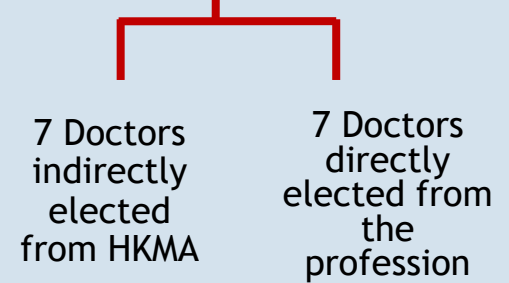 7 Doctors
indirectly
elected
from HKMA
7 Doctors
directly
elected from
the
profession